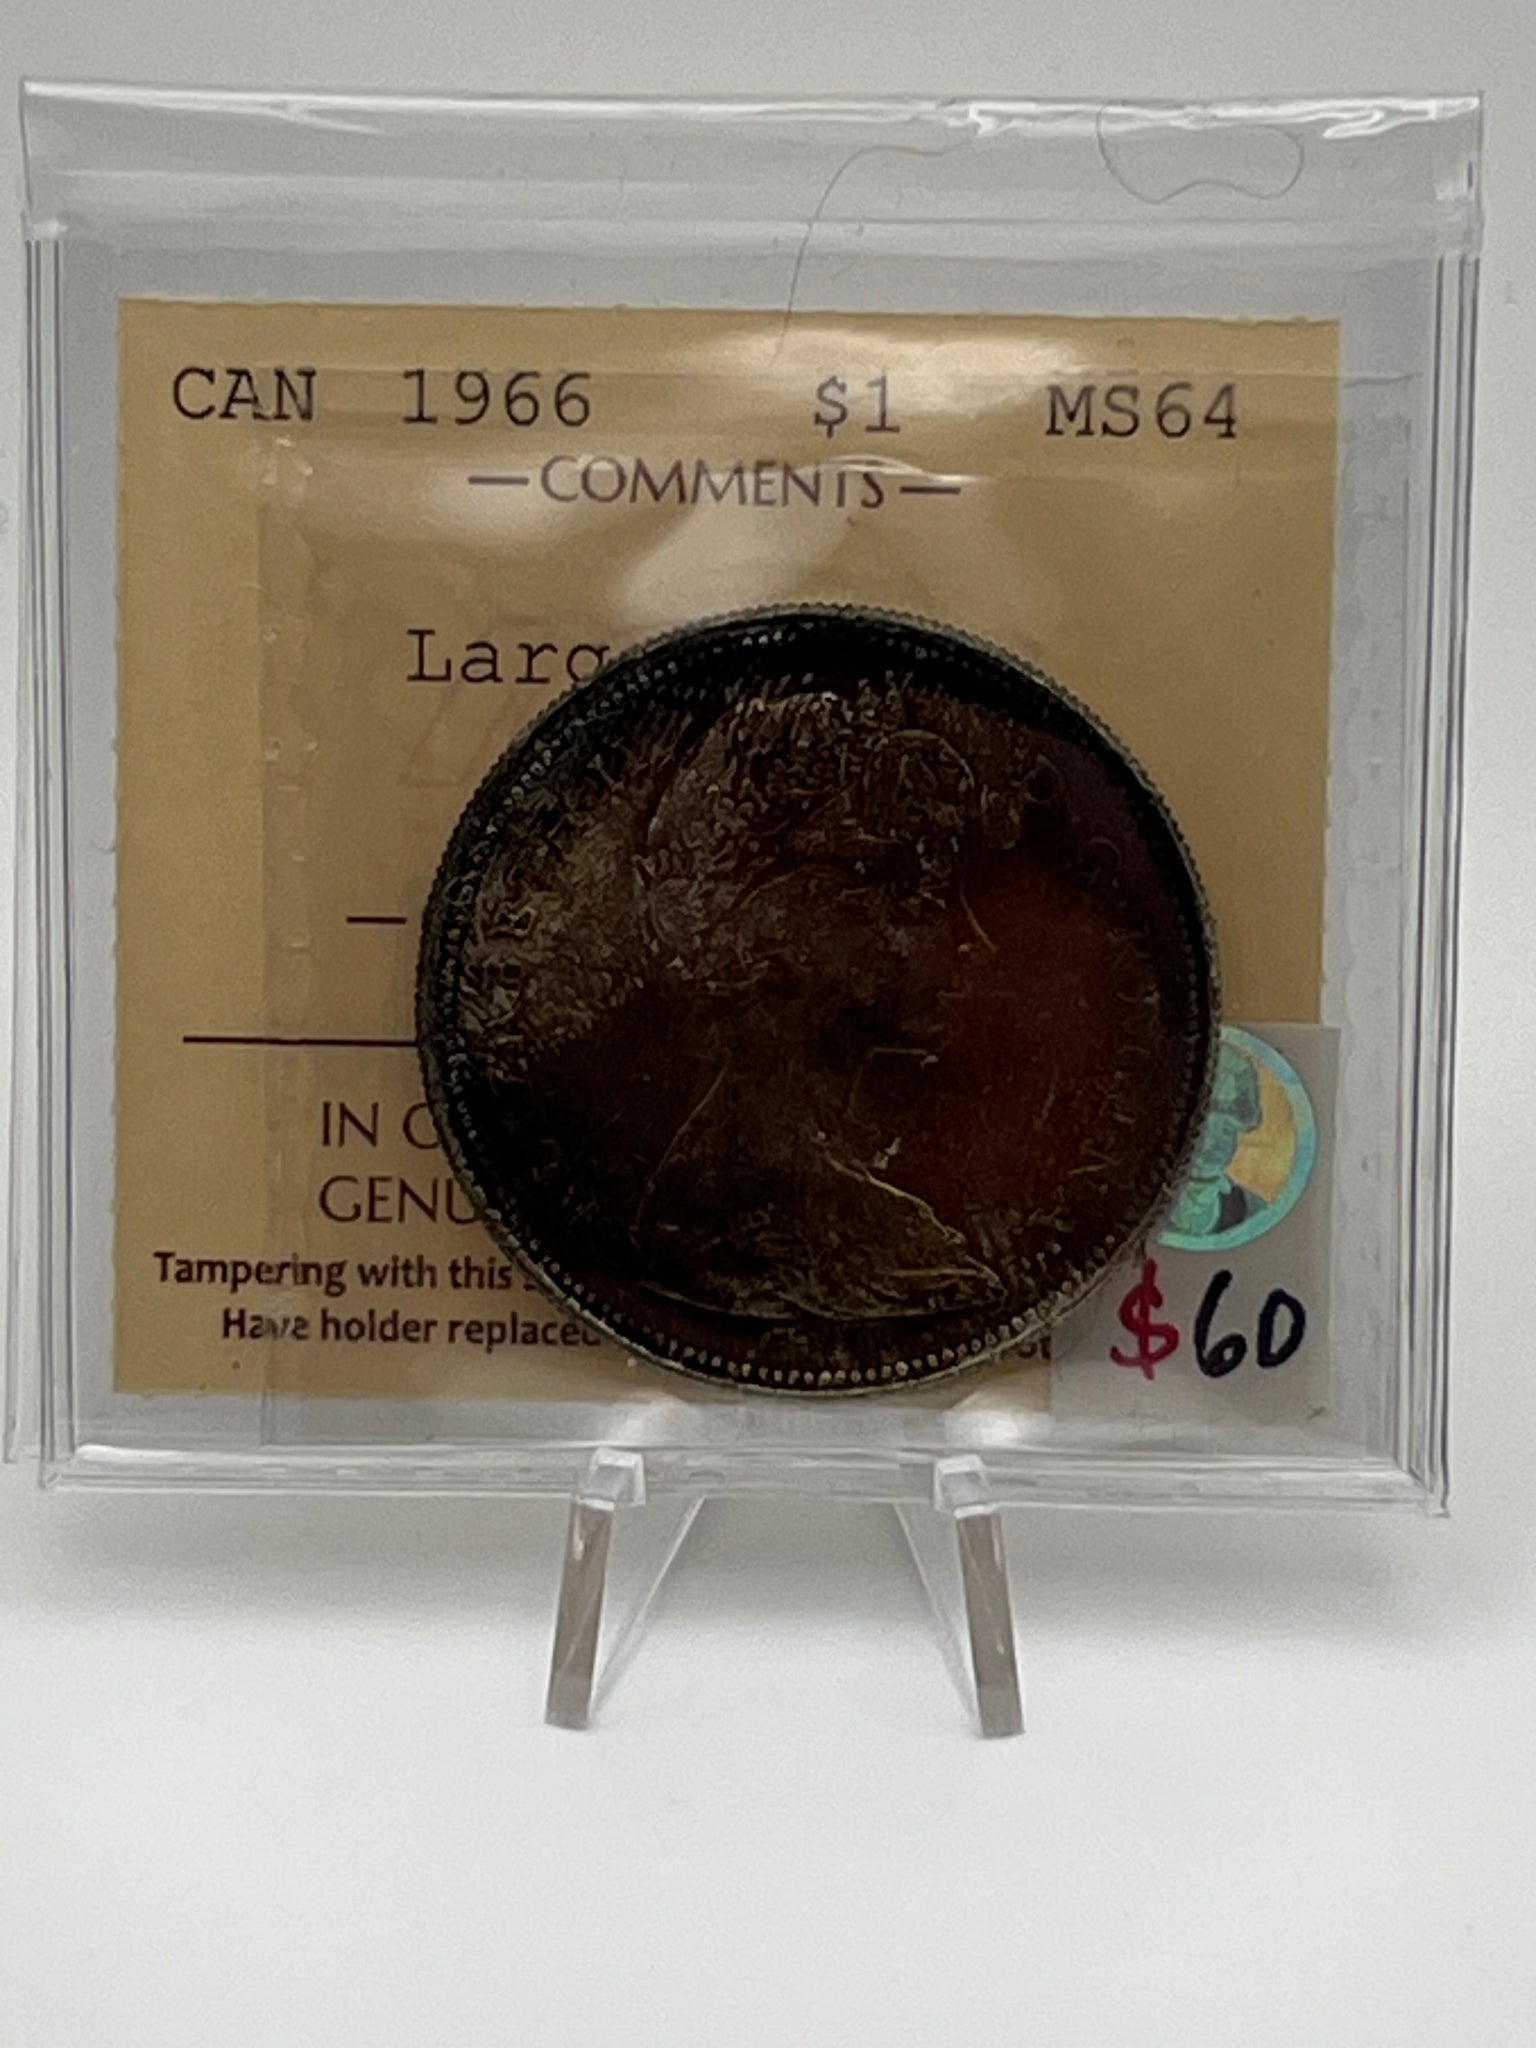 CAN 1966 $1 MS64
—COMMENTS—
Larg
IN
GENU
Tampering with this
Have holder replaced
$60